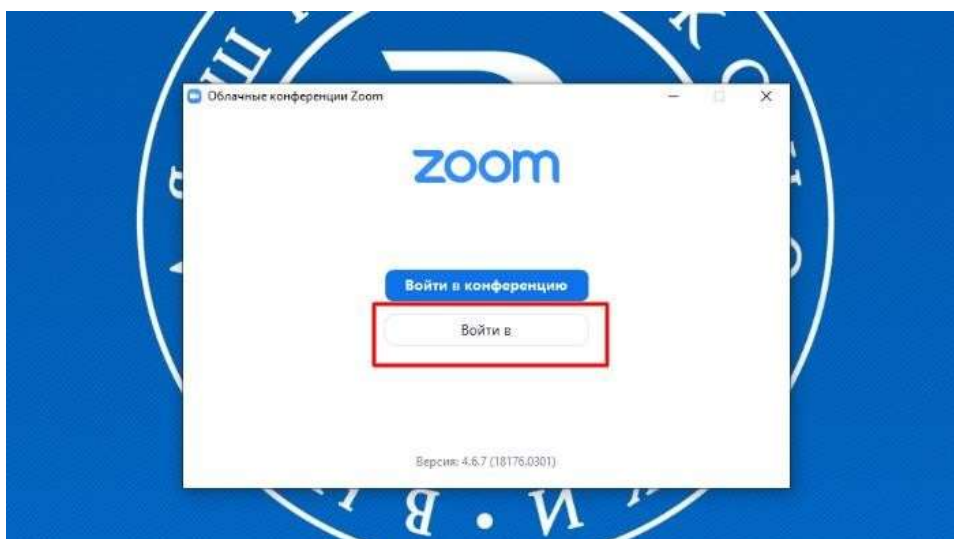 Облачные конференции Zoom
zoom
Войти в конференцию
Войти в
Версия: 4.6.7 (18176.0301)